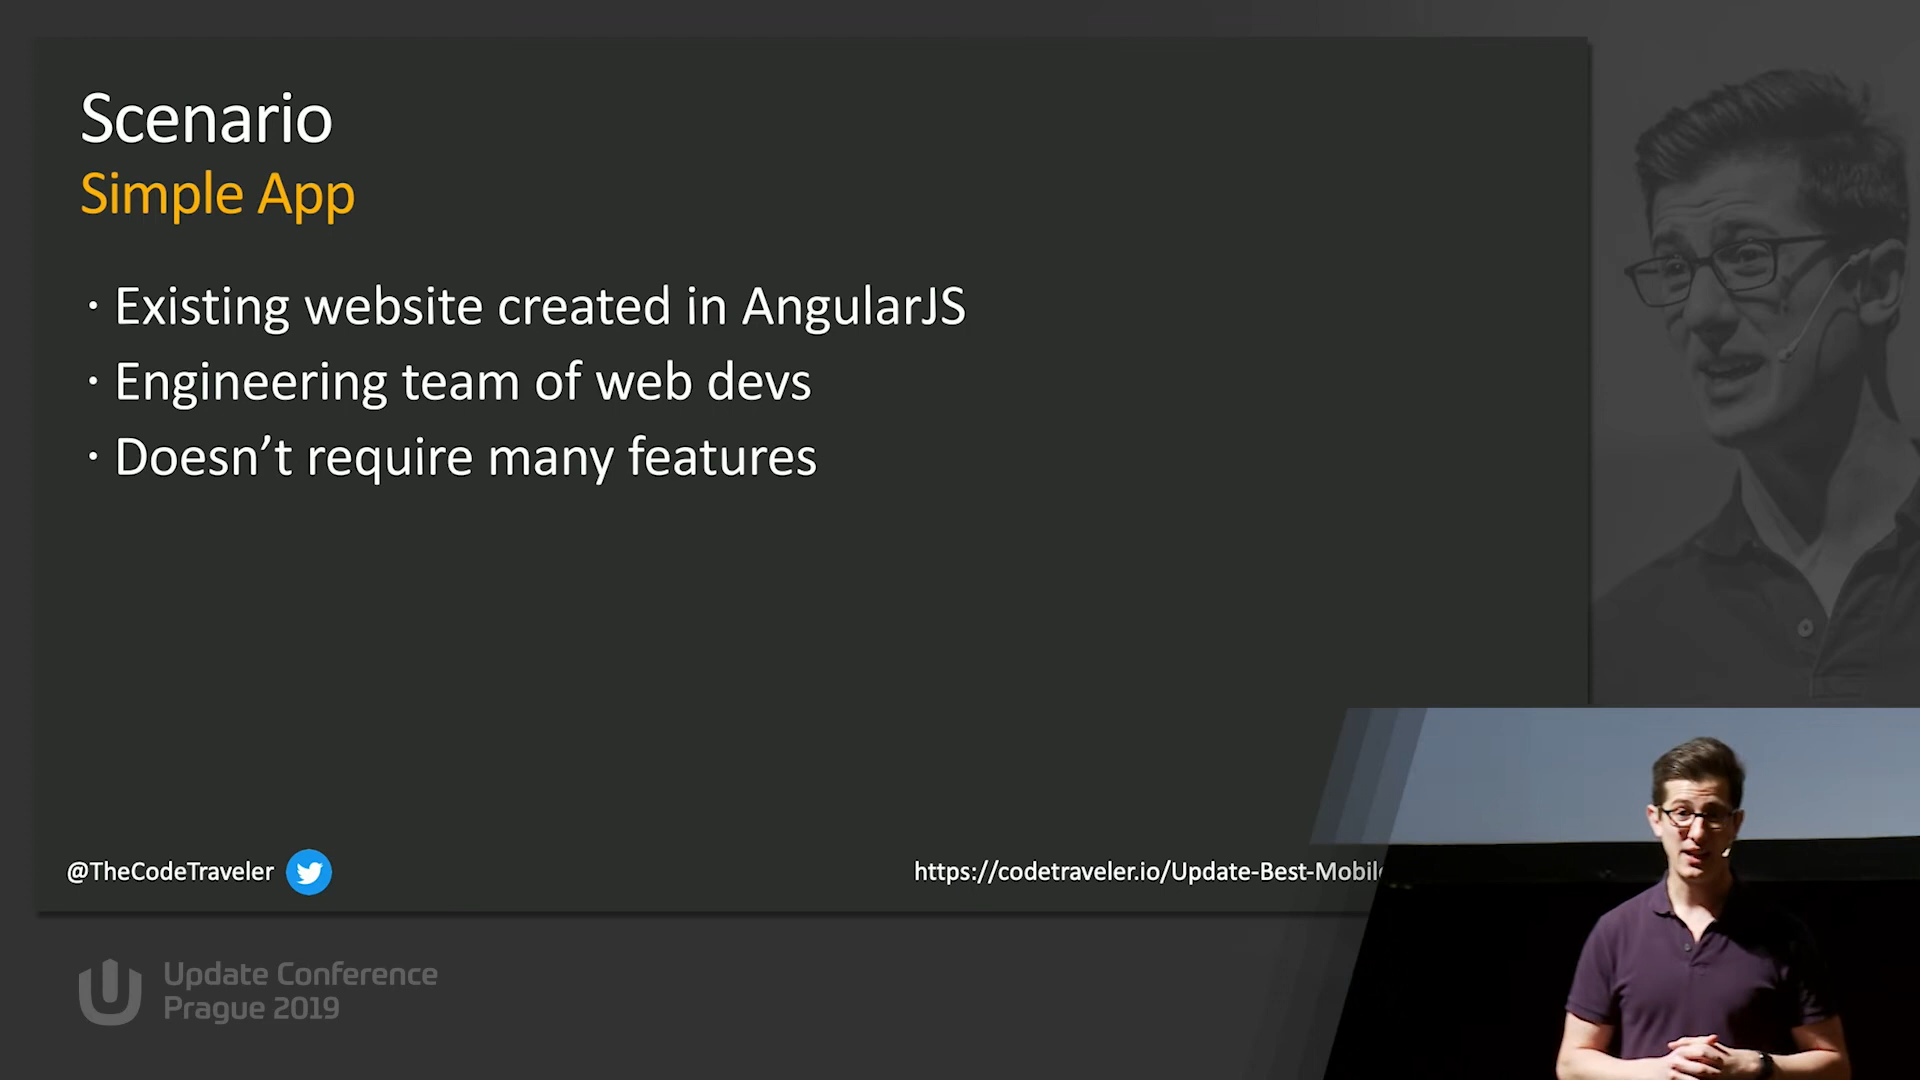 Scenario
Simple App
· Existing website created in AngularJS
· Engineering team of web devs
· Doesn’t require many features
@TheCodeTraveler
https://codetraveler.io/Update-Best-Mobile
Update Conference
Prague 2019